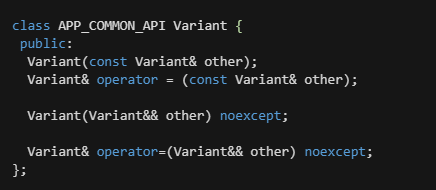 class APP_COMMON_API Variant {
 public:
  Variant(const Variant& other);
  Variant& operator = (const Variant& other);

  Variant(Variant&& other) noexcept;

  Variant& operator=(Variant&& other) noexcept;
};